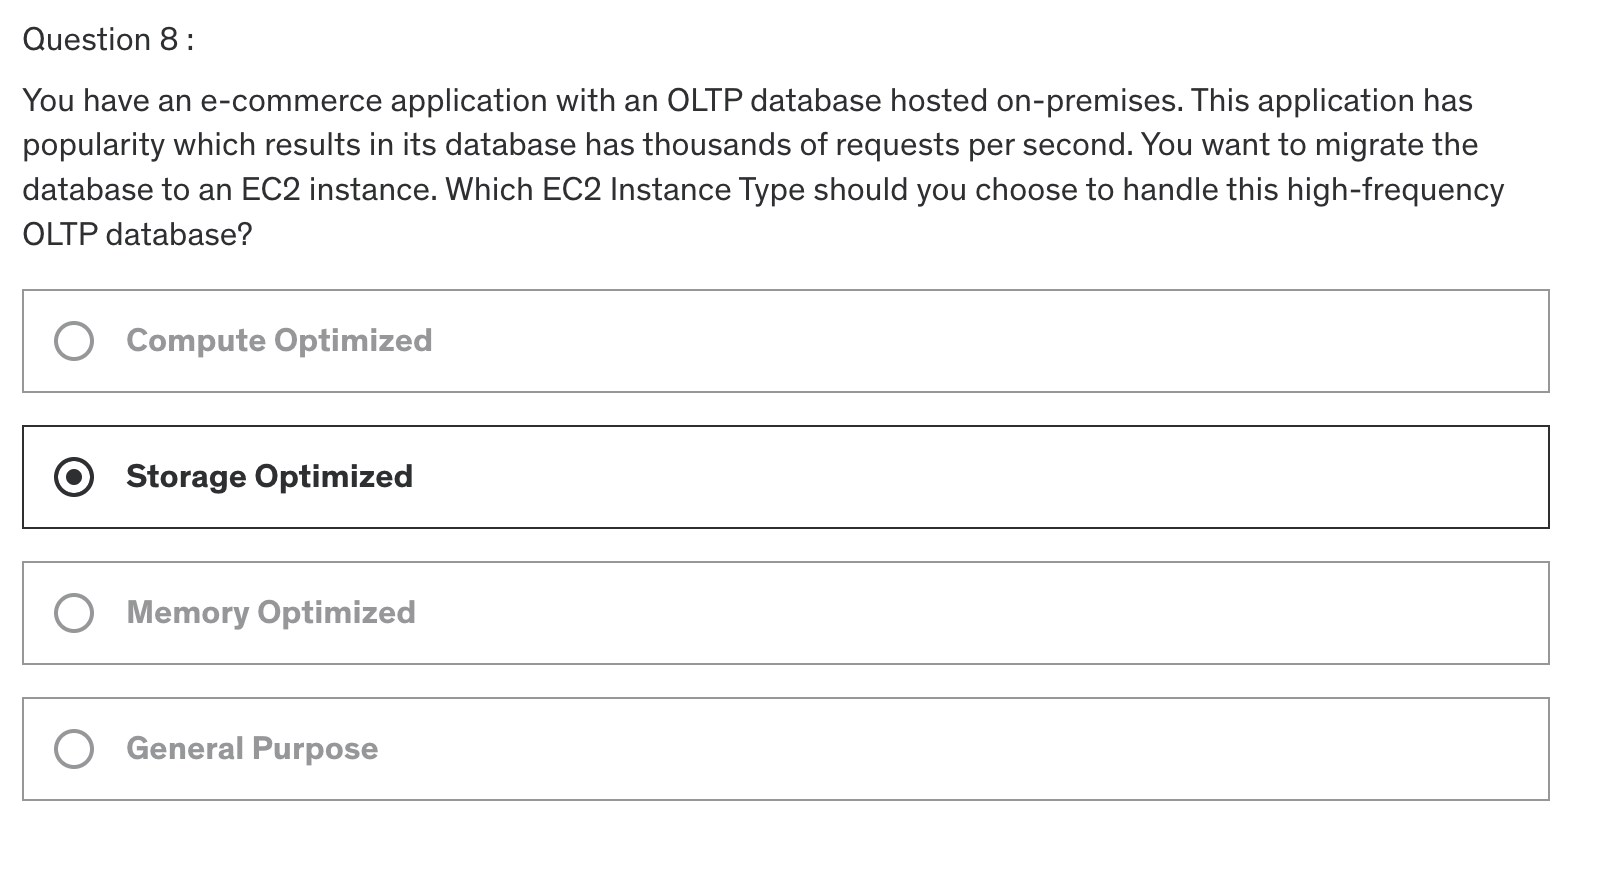 Question 8 :
You have an e-commerce application with an OLTP database hosted on-premises. This application has
popularity which results in its database has thousands of requests per second. You want to migrate the
database to an EC2 instance. Which EC2 Instance Type should you choose to handle this high-frequency
OLTP database?
Compute Optimized
Storage Optimized
Memory Optimized
General Purpose